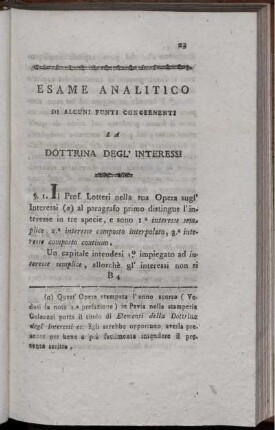 23
ESAME ANALITICO
DI ALCUNI PUNTI CONCERNENTI
LA
DOTTRINA DEGL' INTERESSI
§. 1. Il Prof. Lotteri nella sua Opera sugl'
Interessi (a) al paragrafo primo distingue l'in-
teresse in tre specie, e sono 1.° interesse sem-
plice 2.° interesse composto interpolato, 3.° inte-
resse composto continuo.
Un capitale intendesi 1.° impiegato ad in-
teresse semplice, allorchè gl' interessi non si
B 4
(a) Quest' Opera stampata l'anno scorso ( Ve-
dasi la nota 1.a prefazione ) in Pavia nella stamperia
Galeazzi porta il titolo di Elementi della Dottrina
degl' Interessi ec. Egli sarebbe opportuno averla pre-
sente per bene e più facilmente intendere il pre-
sente scritto.